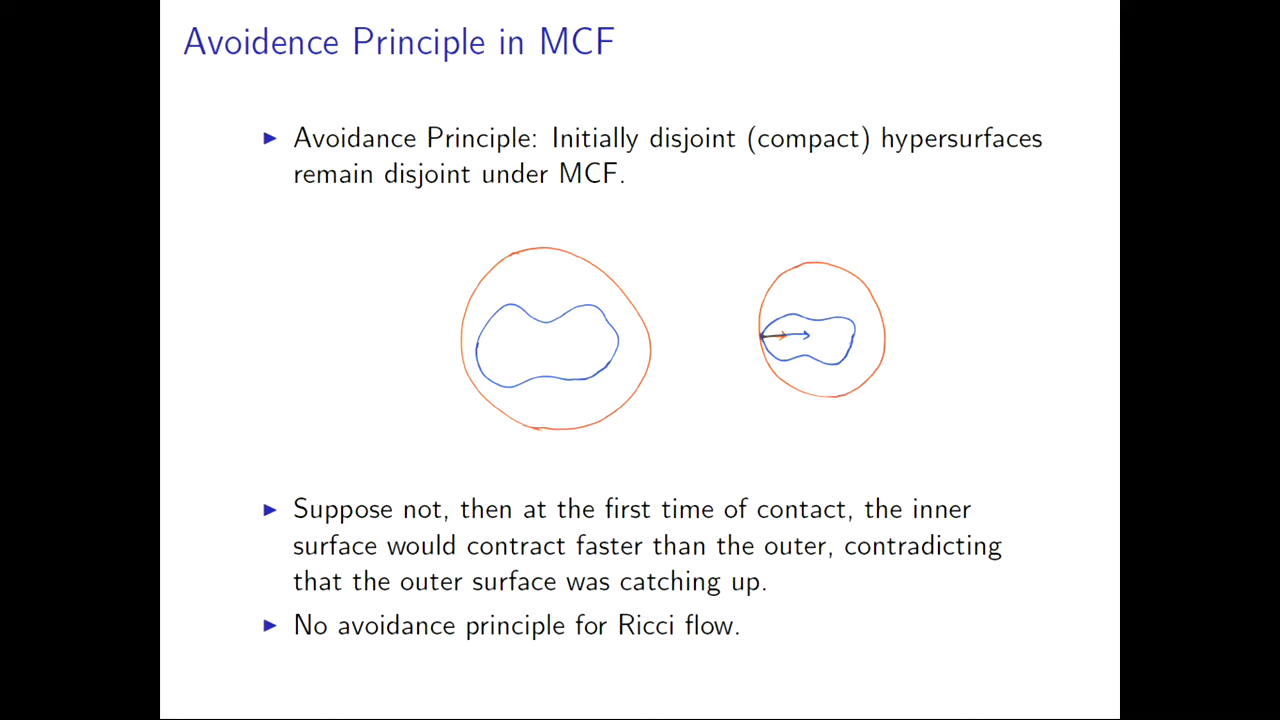 Avoidence Principle in MCF
▶ Avoidance Principle: Initially disjoint (compact) hypersurfaces
remain disjoint under MCF.
▶ Suppose not, then at the first time of contact, the inner
surface would contract faster than the outer, contradicting
that the outer surface was catching up.
▶ No avoidance principle for Ricci flow.